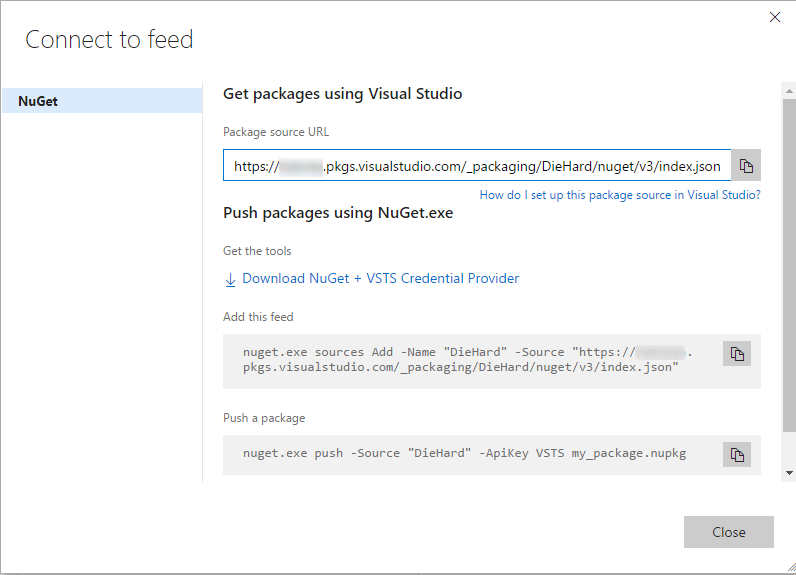 Connect to feed
NuGet
Get packages using Visual Studio
Package source URL
https:// .pkgs.visualstudio.com/_packaging/DieHard/nuget/v3/index.json
How do I set up this package source in Visual Studio?
Push packages using NuGet.exe
Get the tools
Download NuGet + VSTS Credential Provider
Add this feed
nuget.exe sources Add -Name "DieHard" -Source "https:// .
pkgs.visualstudio.com/_packaging/DieHard/nuget/v3/index.json"
Push a package
nuget.exe push -Source "DieHard" -ApiKey VSTS my_package.nupkg
Close